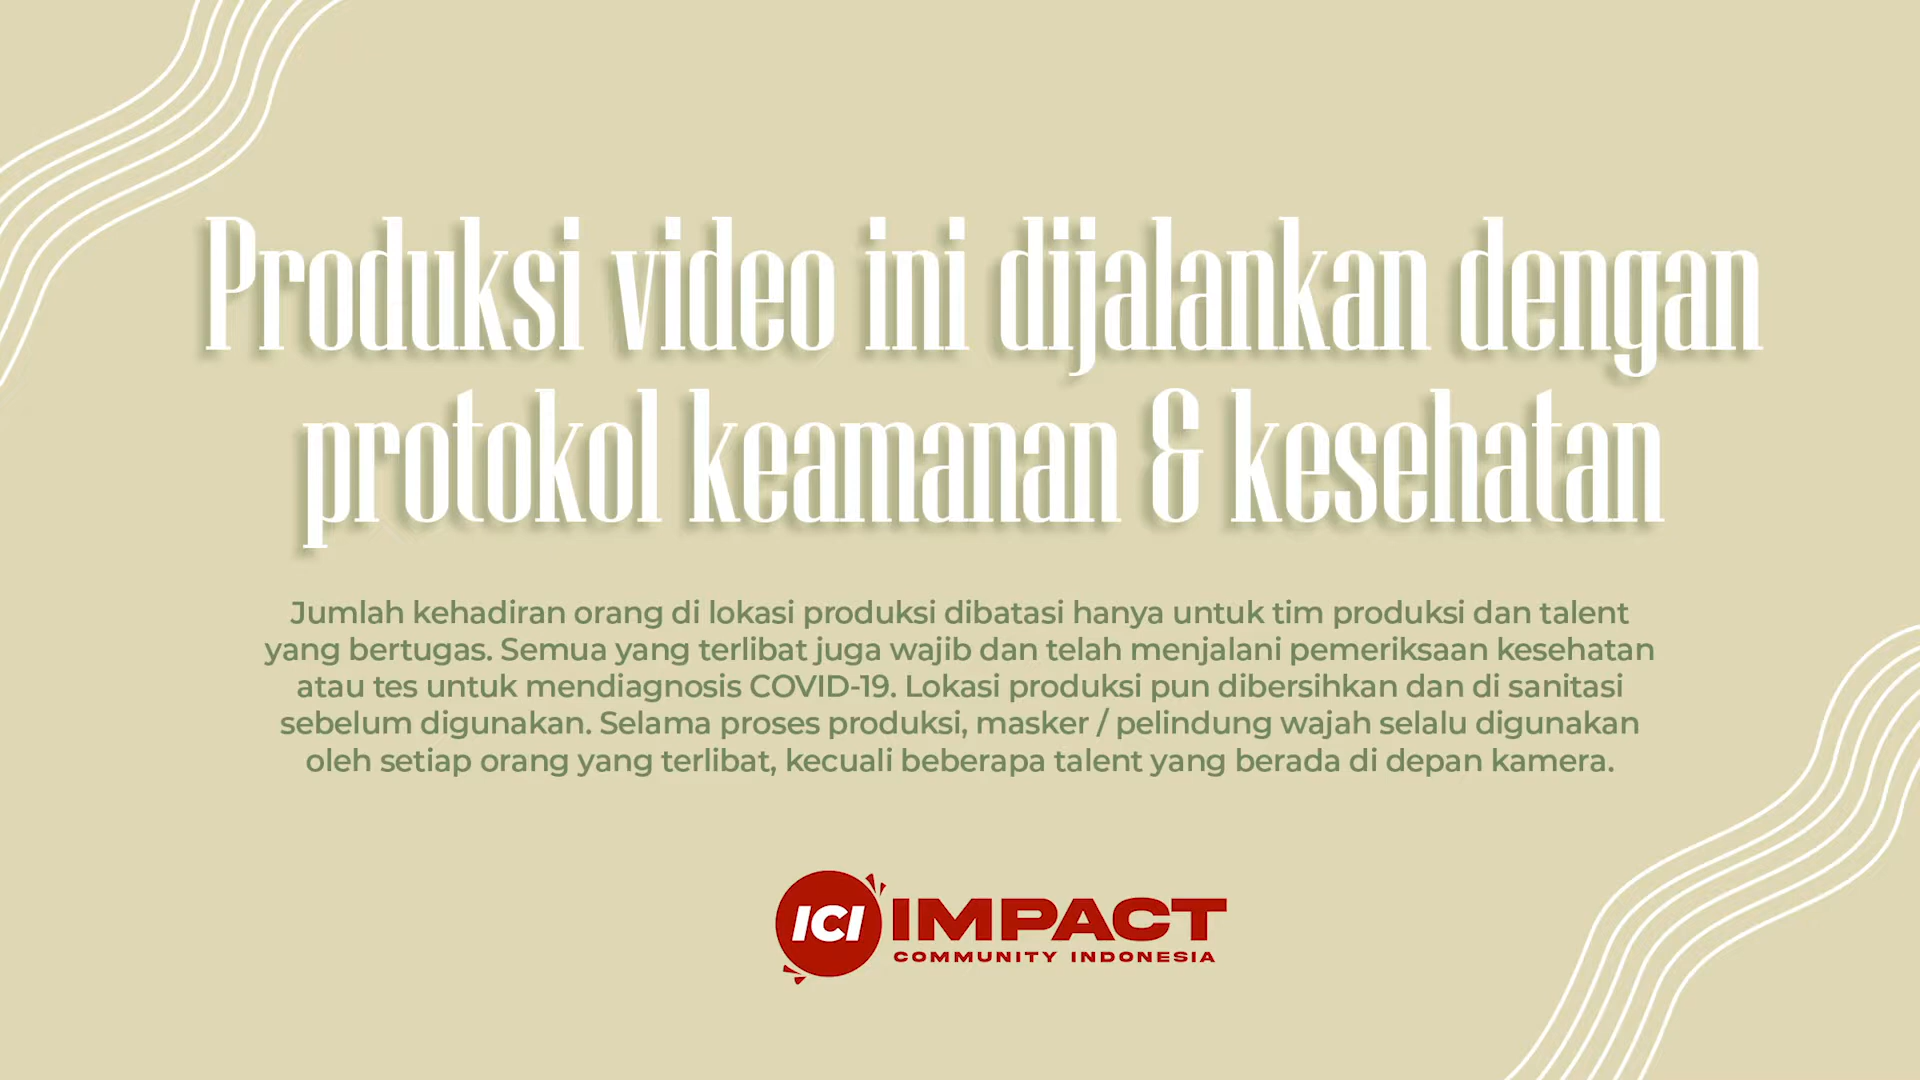 Produksi video ini dijalankan dengan
protokol keamanan & kesehatan
Jumlah kehadiran orang di lokasi produksi dibatasi hanya untuk tim produksi dan talent
yang bertugas. Semua yang terlibat juga wajib dan telah menjalani pemeriksaan kesehatan
atau tes untuk mendiagnosis COVID-19. Lokasi produksi pun dibersihkan dan di sanitasi
sebelum digunakan. Selama proses produksi, masker / pelindung wajah selalu digunakan
oleh setiap orang yang terlibat, kecuali beberapa talent yang berada di depan kamera.
ICI IMPACT
COMMUNITY INDONESIA